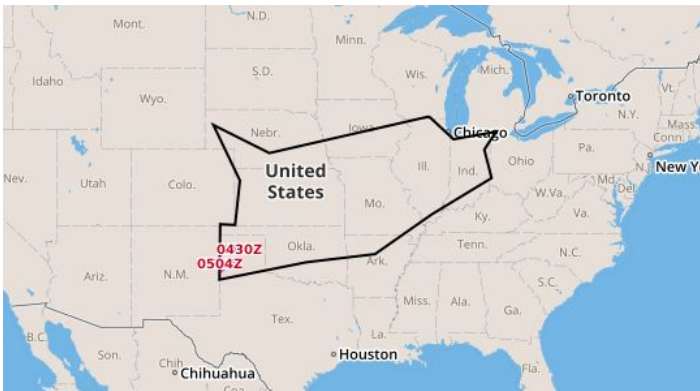 Mont.
N.D.
Minn.
Idaho
S.D.
Wis.
Mich.
Toronto
Vt.
Wyo.
N.Y.
Mass.
Nebr.
Iowa
Chicago
Conn.
Nev.
Utah
Colo.
United
States
Ill.
Ind.
Ohio
Pa.
N.J.
New Yo
Md.
Del.
Mo.
W.Va.
Va.
Ky.
0430Z
0504Z
Okla.
Tenn.
N.C.
Ariz.
N.M.
Ark.
S.C.
Miss.
Ala.
Ga.
B.C.
Son.
Tex.
La.
Houston
Chih.
Chihuahua
Coa.
Fla.